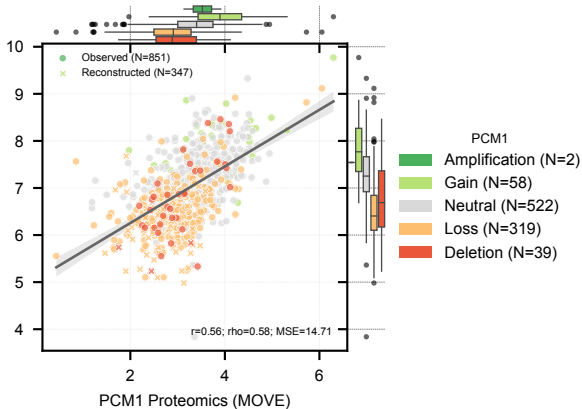 10
9
8
7
6
5
4
Observed (N=851)
Reconstructed (N=347)
r=0.56; rho=0.58; MSE=14.71
2
4
6
PCM1 Proteomics (MOVE)
PCM1
Amplification (N=2)
Gain (N=58)
Neutral (N=522)
Loss (N=319)
Deletion (N=39)